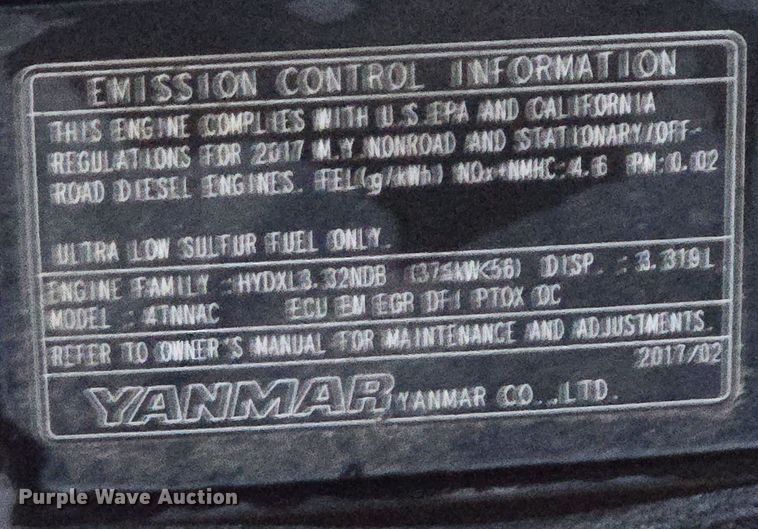 EMISSION CONTROL INFORMATION
THIS ENGINE COMPLIES WITH U.S.EPA AND CALIFORNIA
REGULATIONS FOR 2017 M.Y. NONROAD AND STATIONARY/OFF-
ROAD DIESEL ENGINES. FEL(g/kWh) NOx+NMHC:4.6 PM:0.02
ULTRA LOW SULFUR FUEL ONLY.
ENGINE FAMILY : HYDXL3.32NDB (37≤kW<56) DISP. : 3.319L
MODEL : 4TNNAC ECU EM EGR DFI PTOX OC
REFER TO OWNER'S MANUAL FOR MAINTENANCE AND ADJUSTMENTS.
2017/02
YANMAR YANMAR CO.,LTD.
Purple Wave Auction